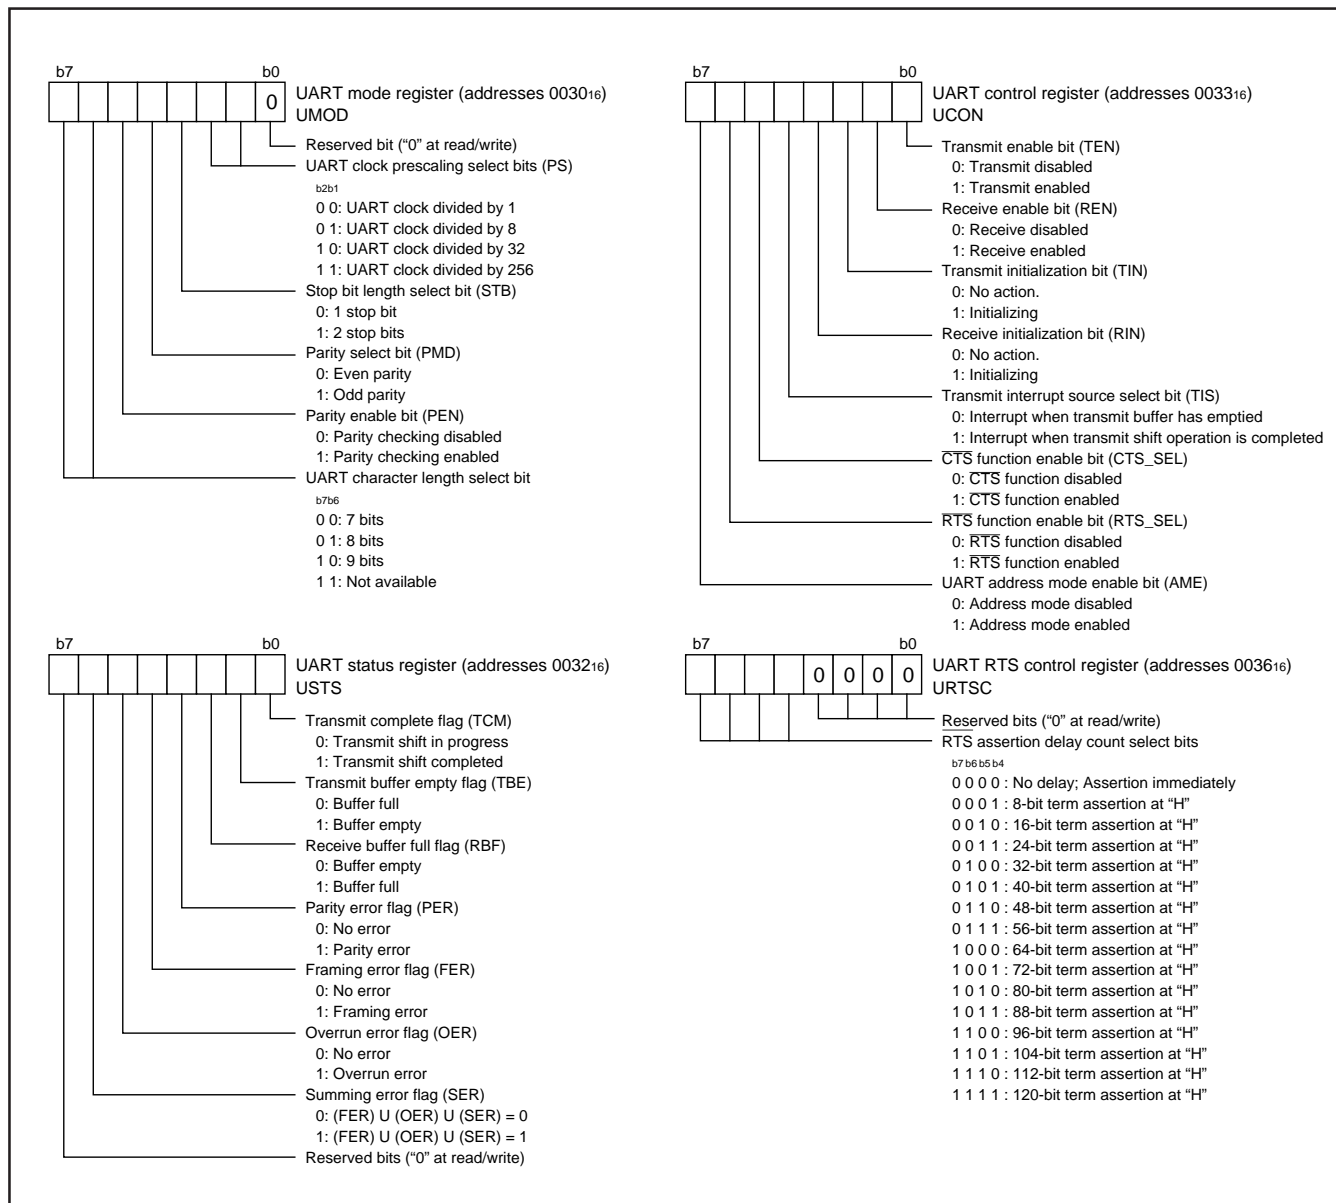 b7 b0
0
UART mode register (addresses 003016)
UMOD
Reserved bit (“0” at read/write)
UART clock prescaling select bits (PS)
b2b1
0 0: UART clock divided by 1
0 1: UART clock divided by 8
1 0: UART clock divided by 32
1 1: UART clock divided by 256
Stop bit length select bit (STB)
0: 1 stop bit
1: 2 stop bits
Parity select bit (PMD)
0: Even parity
1: Odd parity
Parity enable bit (PEN)
0: Parity checking disabled
1: Parity checking enabled
UART character length select bit
b7b6
0 0: 7 bits
0 1: 8 bits
1 0: 9 bits
1 1: Not available
b7 b0
UART control register (addresses 003316)
UCON
Transmit enable bit (TEN)
0: Transmit disabled
1: Transmit enabled
Receive enable bit (REN)
0: Receive disabled
1: Receive enabled
Transmit initialization bit (TIN)
0: No action.
1: Initializing
Receive initialization bit (RIN)
0: No action.
1: Initializing
Transmit interrupt source select bit (TIS)
0: Interrupt when transmit buffer has emptied
1: Interrupt when transmit shift operation is completed
CTS function enable bit (CTS_SEL)
0: CTS function disabled
1: CTS function enabled
RTS function enable bit (RTS_SEL)
0: RTS function disabled
1: RTS function enabled
UART address mode enable bit (AME)
0: Address mode disabled
1: Address mode enabled
b7 b0
UART status register (addresses 003216)
USTS
Transmit complete flag (TCM)
0: Transmit shift in progress
1: Transmit shift completed
Transmit buffer empty flag (TBE)
0: Buffer full
1: Buffer empty
Receive buffer full flag (RBF)
0: Buffer empty
1: Buffer full
Parity error flag (PER)
0: No error
1: Parity error
Framing error flag (FER)
0: No error
1: Framing error
Overrun error flag (OER)
0: No error
1: Overrun error
Summing error flag (SER)
0: (FER) U (OER) U (SER) = 0
1: (FER) U (OER) U (SER) = 1
Reserved bits (“0” at read/write)
b7 b0
0 0 0 0
UART RTS control register (addresses 003616)
URTSC
Reserved bits (“0” at read/write)
RTS assertion delay count select bits
b7b6b5b4
0 0 0 0 : No delay; Assertion immediately
0 0 0 1 : 8-bit term assertion at “H”
0 0 1 0 : 16-bit term assertion at “H”
0 0 1 1 : 24-bit term assertion at “H”
0 1 0 0 : 32-bit term assertion at “H”
0 1 0 1 : 40-bit term assertion at “H”
0 1 1 0 : 48-bit term assertion at “H”
0 1 1 1 : 56-bit term assertion at “H”
1 0 0 0 : 64-bit term assertion at “H”
1 0 0 1 : 72-bit term assertion at “H”
1 0 1 0 : 80-bit term assertion at “H”
1 0 1 1 : 88-bit term assertion at “H”
1 1 0 0 : 96-bit term assertion at “H”
1 1 0 1 : 104-bit term assertion at “H”
1 1 1 0 : 112-bit term assertion at “H”
1 1 1 1 : 120-bit term assertion at “H”